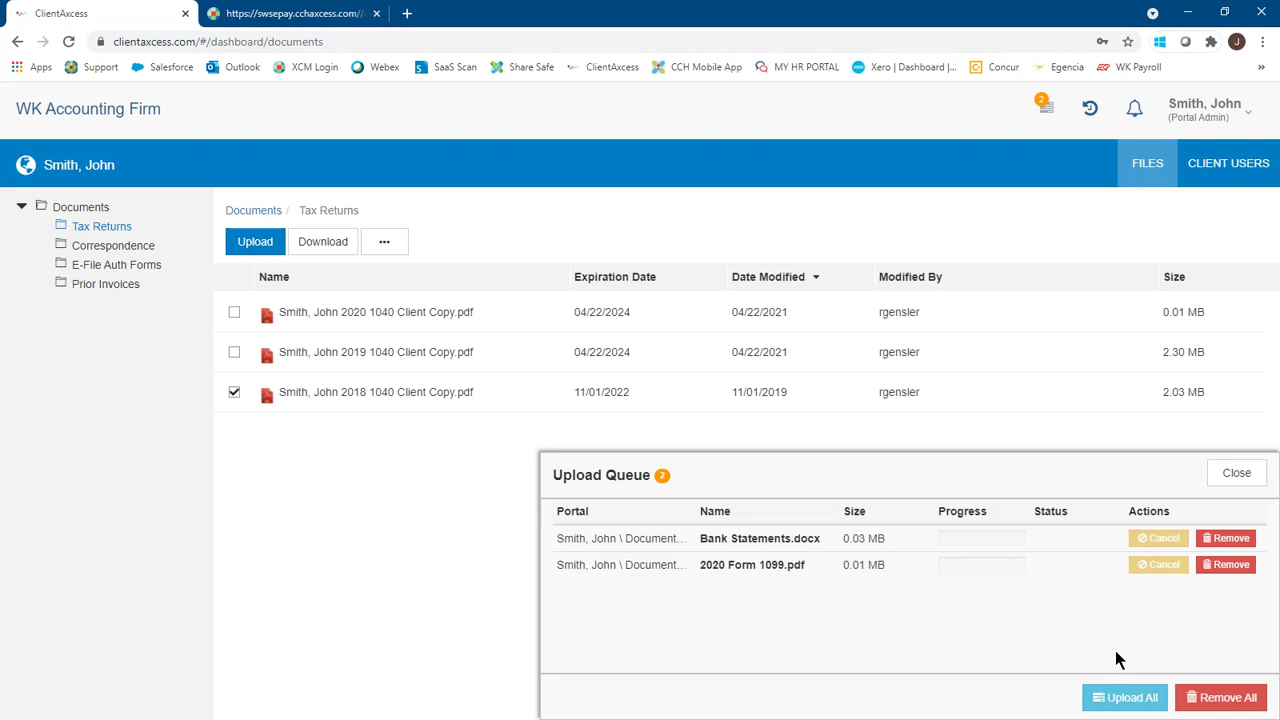 ClientAxcess
https://swsepay.cchaxcess.com//
clientaxcess.com/#/dashboard/documents
J
Apps Support Salesforce Outlook XCM Login Webex SaaS Scan Share Safe ClientAxcess CCH Mobile App MY HR PORTAL Xero | Dashboard |... Concur Egencia WK Payroll »
WK Accounting Firm
2
Smith, John
(Portal Admin)
Smith, John
FILES CLIENT USERS
Documents
Tax Returns
Correspondence
E-File Auth Forms
Prior Invoices
Documents / Tax Returns
Upload Download •••
Name Expiration Date Date Modified Modified By Size
Smith, John 2020 1040 Client Copy.pdf 04/22/2024 04/22/2021 rgensler 0.01 MB
Smith, John 2019 1040 Client Copy.pdf 04/22/2024 04/22/2021 rgensler 2.30 MB
Smith, John 2018 1040 Client Copy.pdf 11/01/2022 11/01/2019 rgensler 2.03 MB
Upload Queue 2 Close
Portal Name Size Progress Status Actions
Smith, John \ Document... Bank Statements.docx 0.03 MB Cancel Remove
Smith, John \ Document... 2020 Form 1099.pdf 0.01 MB Cancel Remove
Upload All Remove All